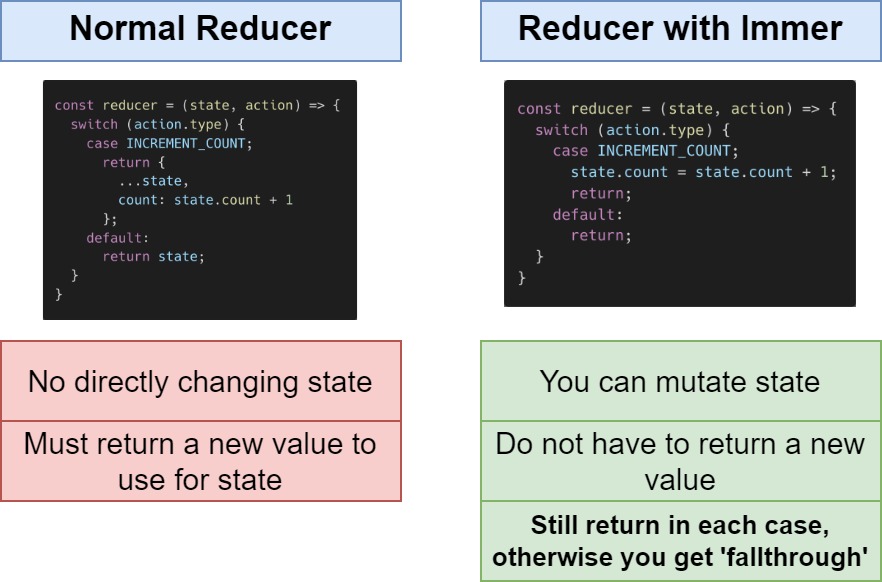 Normal Reducer
const reducer = (state, action) => {
  switch (action.type) {
    case INCREMENT_COUNT;
      return {
        ...state,
        count: state.count + 1
      };
    default:
      return state;
  }
}
No directly changing state
Must return a new value to
use for state
Reducer with Immer
const reducer = (state, action) => {
  switch (action.type) {
    case INCREMENT_COUNT;
      state.count = state.count + 1;
      return;
    default:
      return;
  }
}
You can mutate state
Do not have to return a new
value
Still return in each case,
otherwise you get 'fallthrough'